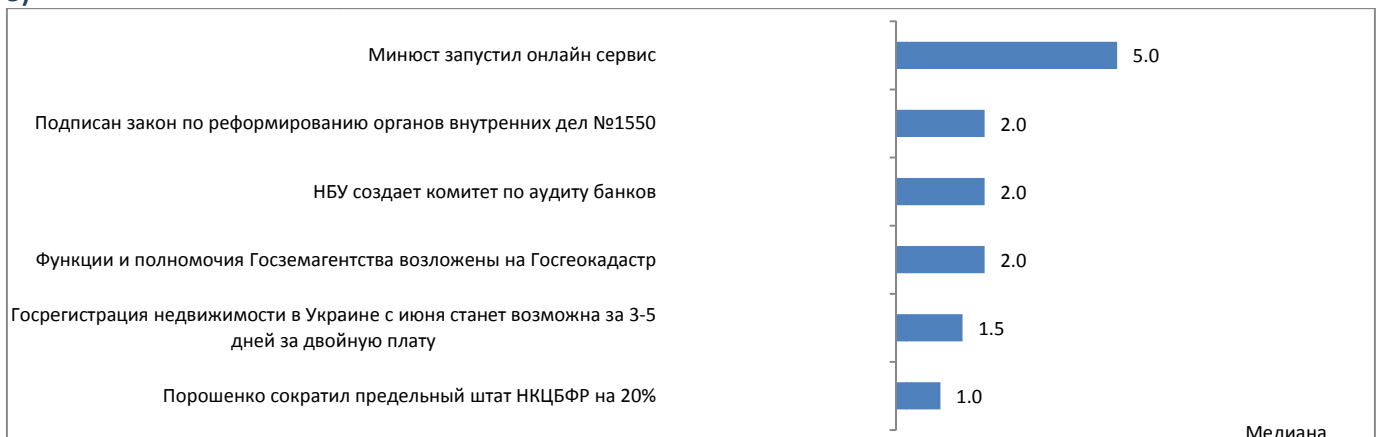 Минюст запустил онлайн сервис
5.0
Подписан закон по реформированию органов внутренних дел №1550
2.0
НБУ создает комитет по аудиту банков
2.0
Функции и полномочия Госземагентства возложены на Госгеокадастр
2.0
Госрегистрация недвижимости в Украине с июня станет возможна за 3-5
дней за двойную плату
1.5
Порошенко сократил предельный штат НКЦБФР на 20%
1.0
Медиана